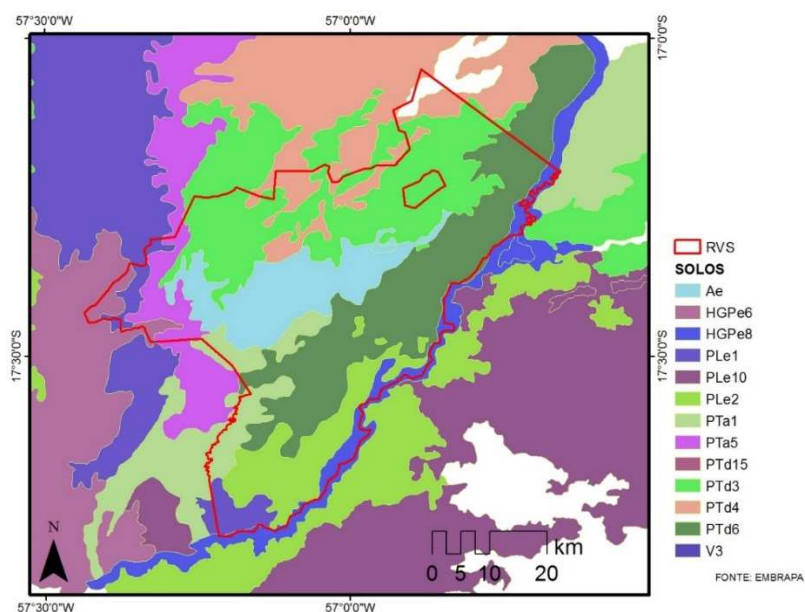 57°30'0"W
57°0'0"W
17°0'0"S
17°30'0"S
17°30'0"S
N
km
0 5 10 20
57°30'0"W
57°0'0"W
RVS
SOLOS
Ae
HGPe6
HGPe8
PLe1
PLe10
PLe2
PTa1
PTa5
PTd15
PTd3
PTd4
PTd6
V3
FONTE: EMBRAPA